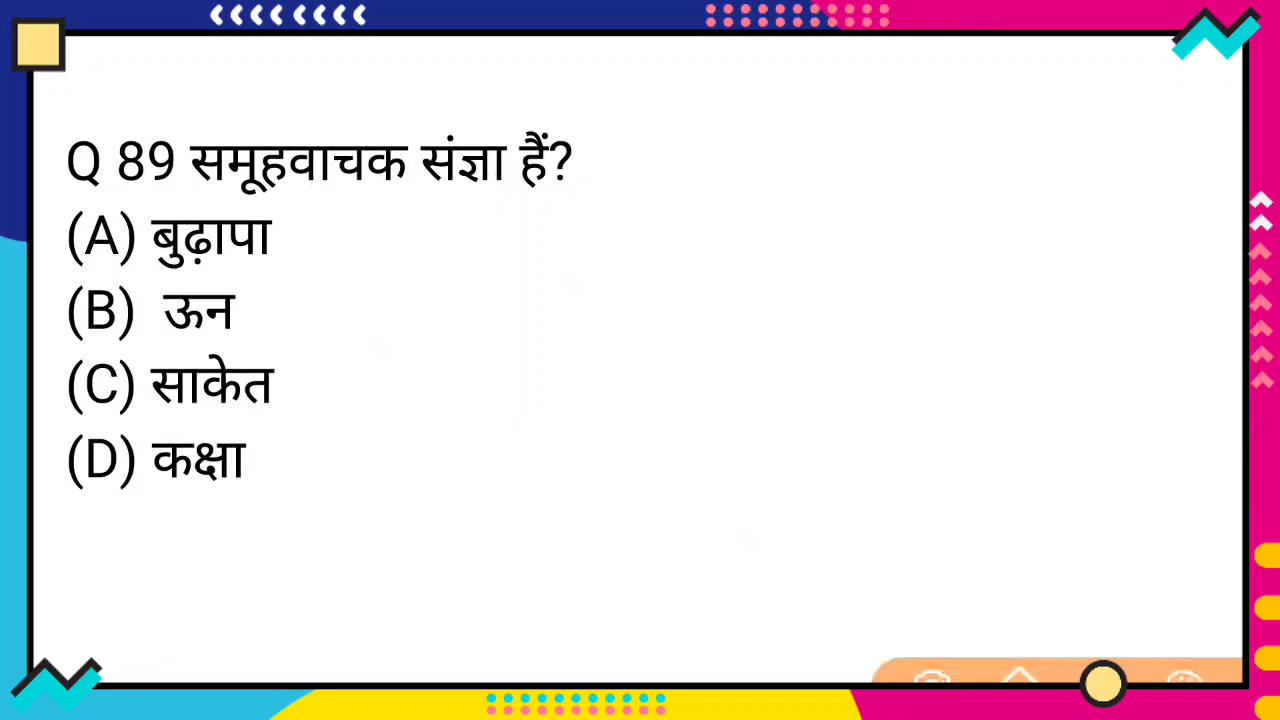 Q 89 समूहवाचक संज्ञा हैं?
(A) बुढ़ापा
(B) ऊन
(C) साकेत
(D) कक्षा